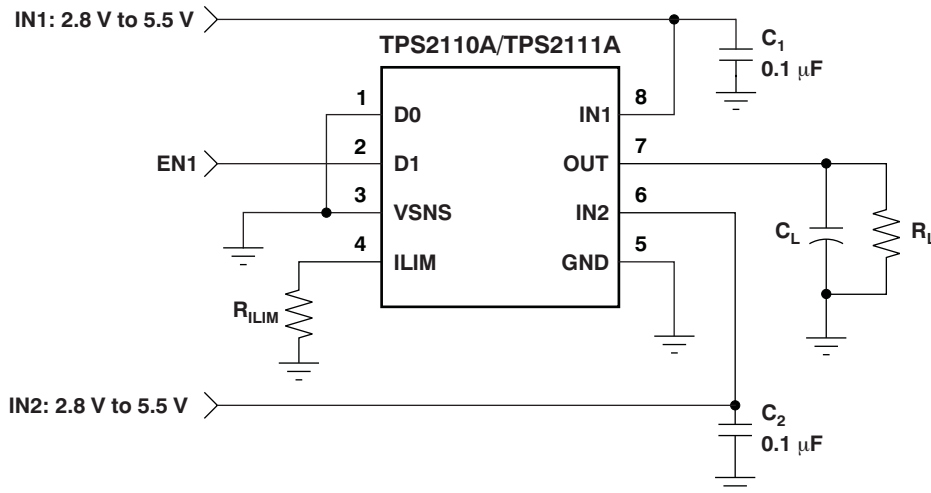 IN1: 2.8 V to 5.5 V
TPS2110A/TPS2111A
C1
0.1 μF
1
D0
IN1
8
EN1
2
D1
OUT
7
3
VSNS
IN2
6
4
ILIM
GND
5
CL
RL
RILIM
IN2: 2.8 V to 5.5 V
C2
0.1 μF